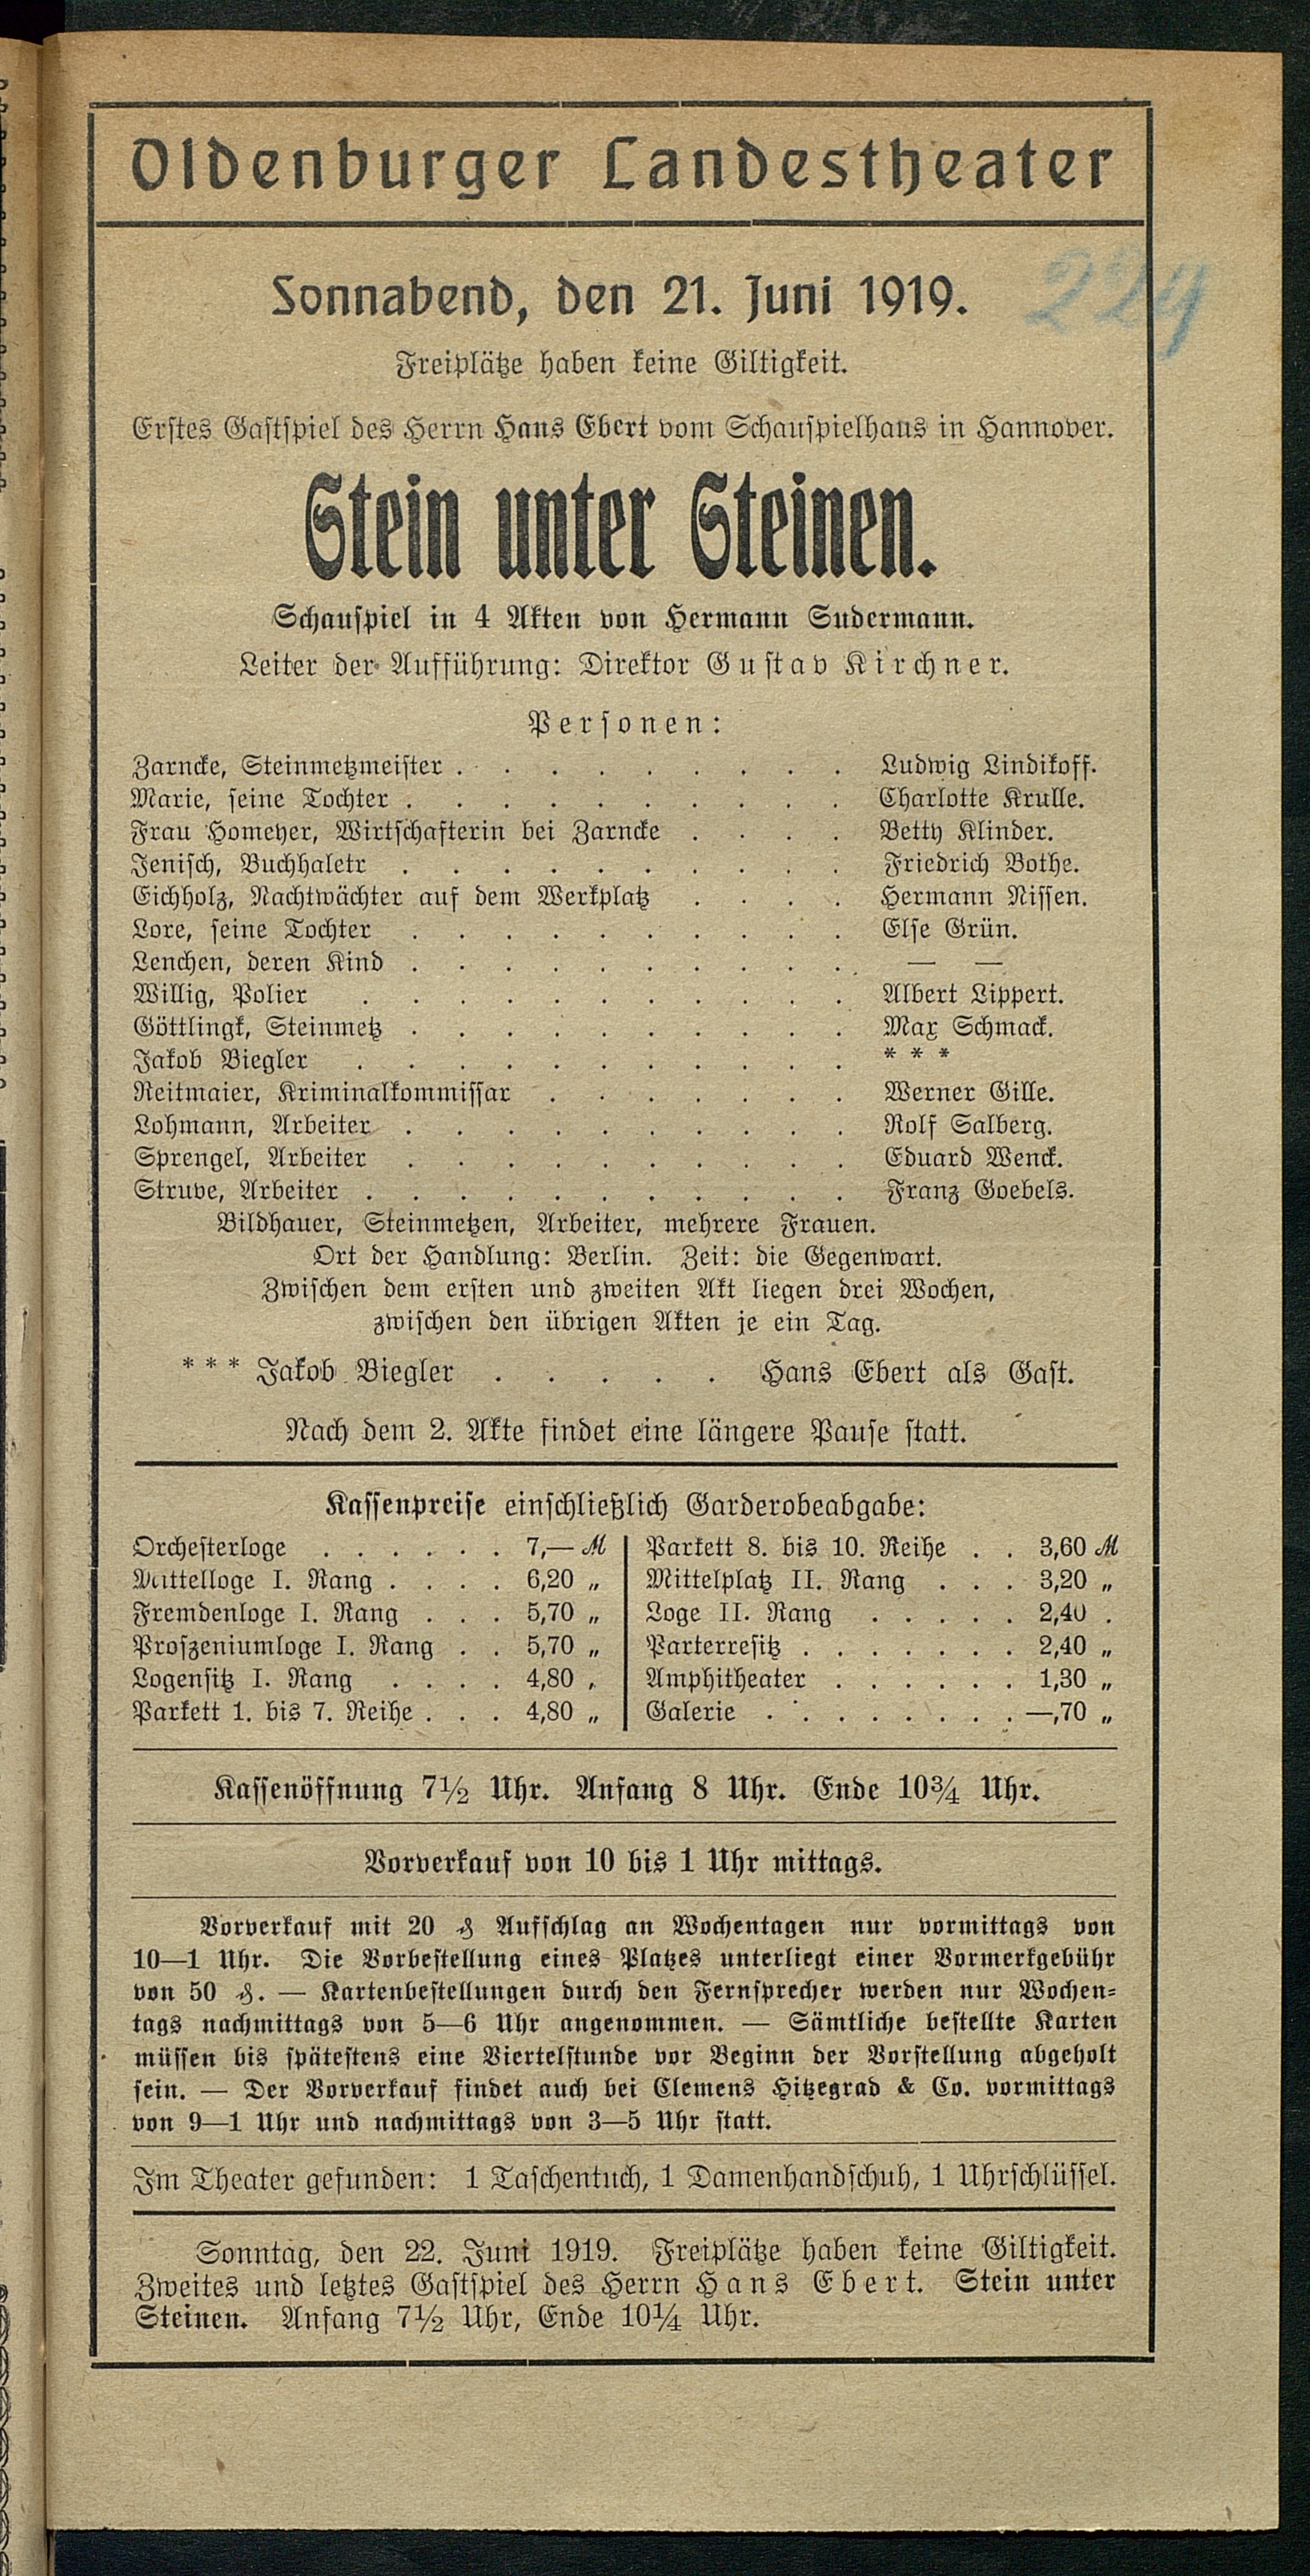 Oldenburger Landestheater
Sonnabend, den 21. Juni 1919.
229
Freiplätze haben keine Giltigkeit.
Erstes Gastspiel des Herrn Hans Ebert vom Schauspielhaus in Hannover.
Stein unter Steinen.
Schauspiel in 4 Akten von Hermann Sudermann.
Leiter der Aufführung: Direktor Gustav Kirchner.
Personen:
Zarncke, Steinmetzmeister . . . . . . . . . Ludwig Lindikoff.
Marie, seine Tochter . . . . . . . . . . Charlotte Krulle.
Frau Homeyer, Wirtschafterin bei Zarncke . . . . Betty Klinder.
Jenisch, Buchhaletr . . . . . . . . . . Friedrich Bothe.
Eichholz, Nachtwächter auf dem Werkplatz . . . . Hermann Nissen.
Lore, seine Tochter . . . . . . . . . . Else Grün.
Lenchen, deren Kind . . . . . . . . . . — —
Willig, Polier . . . . . . . . . . . Albert Lippert.
Göttlingk, Steinmetz . . . . . . . . . . Max Schmack.
Jakob Biegler . . . . . . . . . . . * * *
Reitmaier, Kriminalkommissar . . . . . . . Werner Gille.
Lohmann, Arbeiter . . . . . . . . . . Rolf Salberg.
Sprengel, Arbeiter . . . . . . . . . . Eduard Wenck.
Struve, Arbeiter . . . . . . . . . . . Franz Goebels.
Bildhauer, Steinmetzen, Arbeiter, mehrere Frauen.
Ort der Handlung: Berlin. Zeit: die Gegenwart.
Zwischen dem ersten und zweiten Akt liegen drei Wochen,
zwischen den übrigen Akten je ein Tag.
* * * Jakob Biegler . . . . . Hans Ebert als Gast.
Nach dem 2. Akte findet eine längere Pause statt.
Kassenpreise einschließlich Garderobeabgabe:
Orchesterloge . . . . . . 7,— M
Mittelloge I. Rang . . . . 6,20 „
Fremdenloge I. Rang . . . 5,70 „
Proszeniumloge I. Rang . . 5,70 „
Logensitz I. Rang . . . . 4,80 „
Parkett 1. bis 7. Reihe . . . 4,80 „
Parkett 8. bis 10. Reihe . . 3,60 M
Mittelplatz II. Rang . . . 3,20 „
Loge II. Rang . . . . . 2,40 .
Parterresitz . . . . . . . 2,40 „
Amphitheater . . . . . . 1,30 „
Galerie . . . . . . . . —,70 „
Kassenöffnung 7½ Uhr. Anfang 8 Uhr. Ende 10¾ Uhr.
Vorverkauf von 10 bis 1 Uhr mittags.
Vorverkauf mit 20 ₰ Aufschlag an Wochentagen nur vormittags von
10—1 Uhr. Die Vorbestellung eines Platzes unterliegt einer Vormerkgebühr
von 50 ₰. — Kartenbestellungen durch den Fernsprecher werden nur Wochen-
tags nachmittags von 5—6 Uhr angenommen. — Sämtliche bestellte Karten
müssen bis spätestens eine Viertelstunde vor Beginn der Vorstellung abgeholt
sein. — Der Vorverkauf findet auch bei Clemens Hitzegrad & Co. vormittags
von 9—1 Uhr und nachmittags von 3—5 Uhr statt.
Im Theater gefunden: 1 Taschentuch, 1 Damenhandschuh, 1 Uhrschlüssel.
Sonntag, den 22. Juni 1919. Freiplätze haben keine Giltigkeit.
Zweites und letztes Gastspiel des Herrn Hans Ebert. Stein unter
Steinen. Anfang 7½ Uhr, Ende 10¼ Uhr.